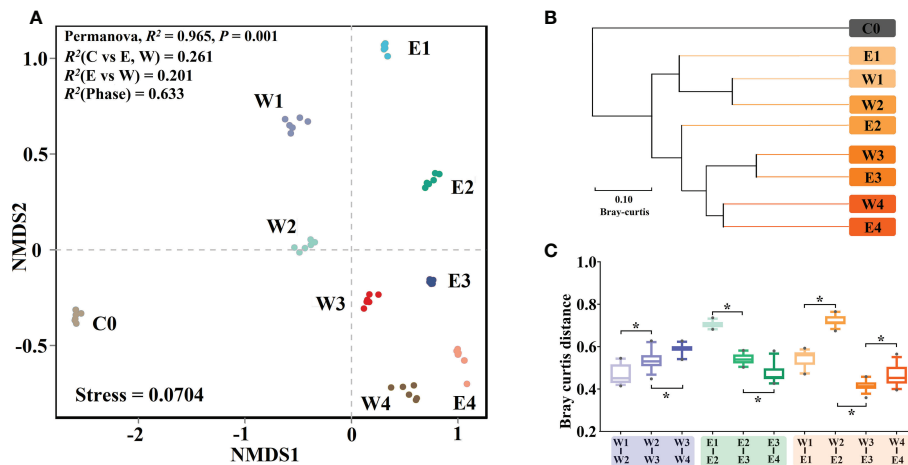 A
Permanova, R² = 0.965, P = 0.001
R²(C vs E, W) = 0.261
R²(E vs W) = 0.201
R²(Phase) = 0.633
E1
W1
E2
W2
E3
W3
C0
W4
E4
Stress = 0.0704
NMDS2
1.0
0.5
0
-0.5
-2
-1
0
1
NMDS1
B
C0
E1
W1
W2
E2
W3
E3
W4
E4
0.10
Bray-curtis
C
Bray curtis distance
1.0
0.8
0.6
0.4
0.2
* * * * * * *
W1 W2 W3 E1 E2 E3 W1 W2 W3 W4
W2 W3 W4 E2 E3 E4 E1 E2 E3 E4